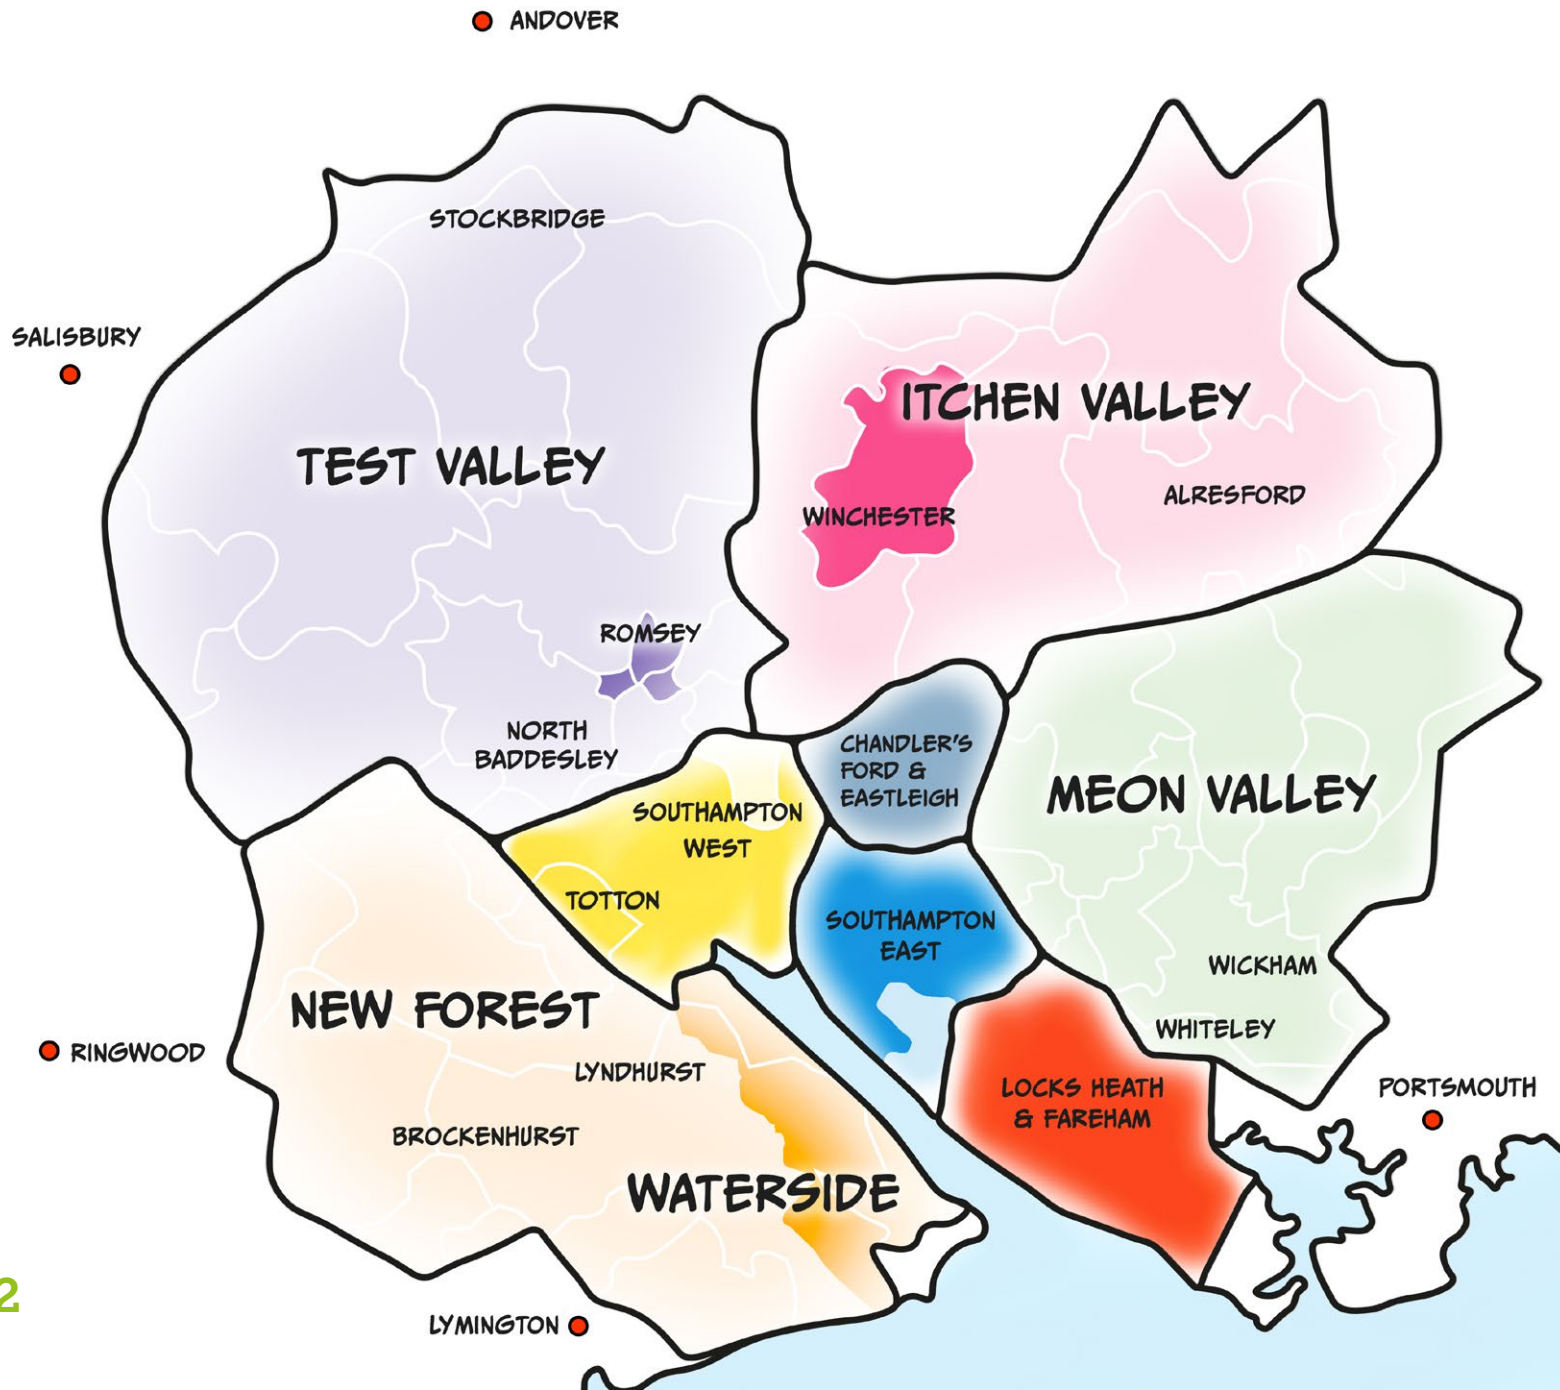 ANDOVER
STOCKBRIDGE
SALISBURY
ITCHEN VALLEY
TEST VALLEY
ALRESFORD
WINCHESTER
ROMSEY
NORTH
BADDESLEY
CHANDLER'S
FORD &
EASTLEIGH
MEON VALLEY
SOUTHAMPTON
WEST
TOTTON
SOUTHAMPTON
EAST
WICKHAM
NEW FOREST
WHITELEY
RINGWOOD
LYNDHURST
LOCKS HEATH
& FAREHAM
PORTSMOUTH
BROCKENHURST
WATERSIDE
2
LYMINGTON